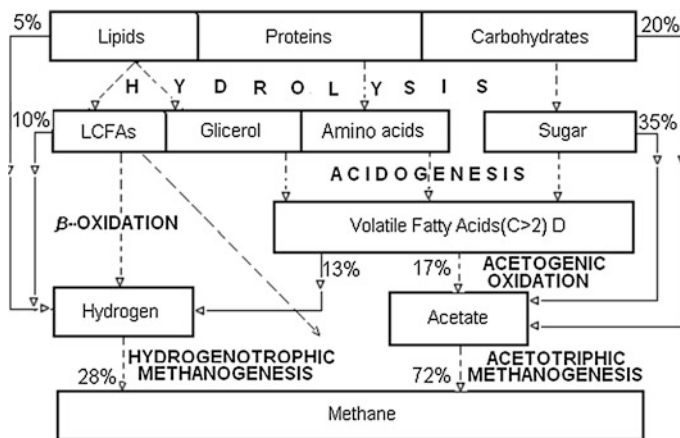 5%
Lipids
Proteins
Carbohydrates
20%
H Y D R O L Y S I S
10%
LCFAs
Glicerol
Amino acids
Sugar
35%
ACIDOGENESIS
β-OXIDATION
Volatile Fatty Acids(C>2) D
13%
17%
ACETOGENIC
OXIDATION
Hydrogen
Acetate
HYDROGENOTROPHIC
METHANOGENESIS
28%
ACETOTRIPHIC
METHANOGENESIS
72%
Methane